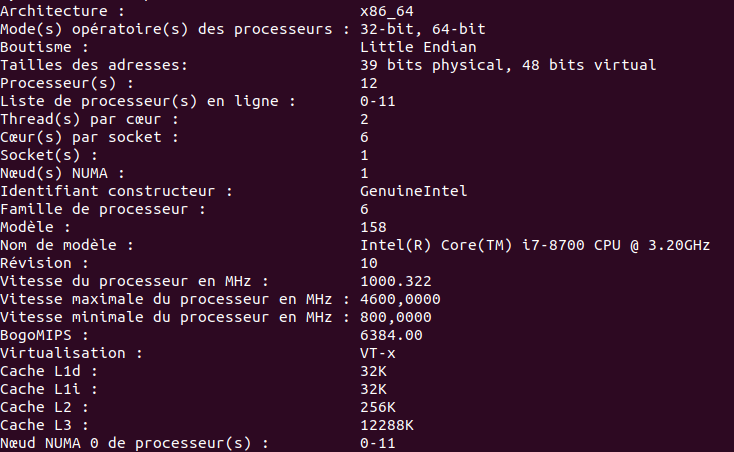 Architecture : x86_64
Mode(s) opératoire(s) des processeurs : 32-bit, 64-bit
Boutisme : Little Endian
Tailles des adresses: 39 bits physical, 48 bits virtual
Processeur(s) : 12
Liste de processeur(s) en ligne : 0-11
Thread(s) par cœur : 2
Cœur(s) par socket : 6
Socket(s) : 1
Nœud(s) NUMA : 1
Identifiant constructeur : GenuineIntel
Famille de processeur : 6
Modèle : 158
Nom de modèle : Intel(R) Core(TM) i7-8700 CPU @ 3.20GHz
Révision : 10
Vitesse du processeur en MHz : 1000.322
Vitesse maximale du processeur en MHz : 4600,0000
Vitesse minimale du processeur en MHz : 800,0000
BogoMIPS : 6384.00
Virtualisation : VT-x
Cache L1d : 32K
Cache L1i : 32K
Cache L2 : 256K
Cache L3 : 12288K
Nœud NUMA 0 de processeur(s) : 0-11